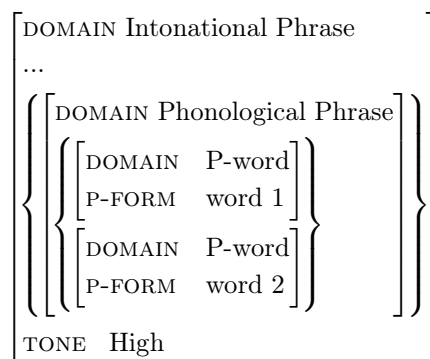 DOMAIN Intonational Phrase
...
DOMAIN Phonological Phrase
DOMAIN P-word
P-FORM word 1
DOMAIN P-word
P-FORM word 2
TONE High